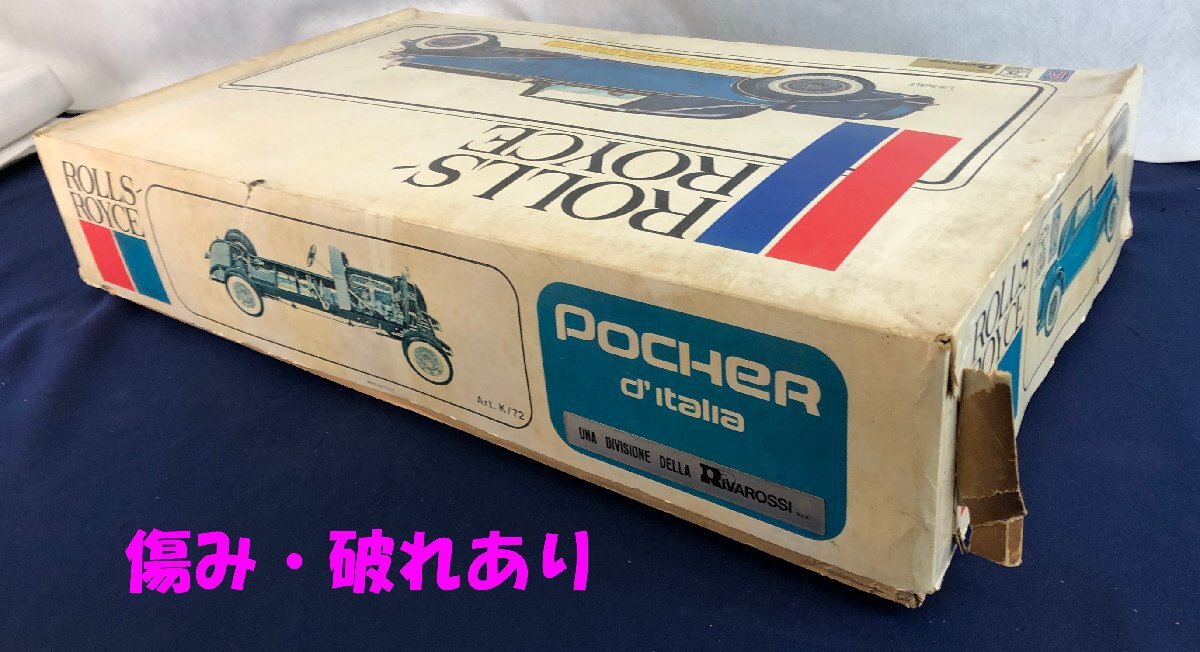 ROLLS-
ROYCE
ROLLS-
ROYCE
Art. K/72
POCHER
d'italia
UNA DIVISIONE DELLA RIVAROSSI S.p.A.
ROLLS-
ROYCE
傷み・破れあり